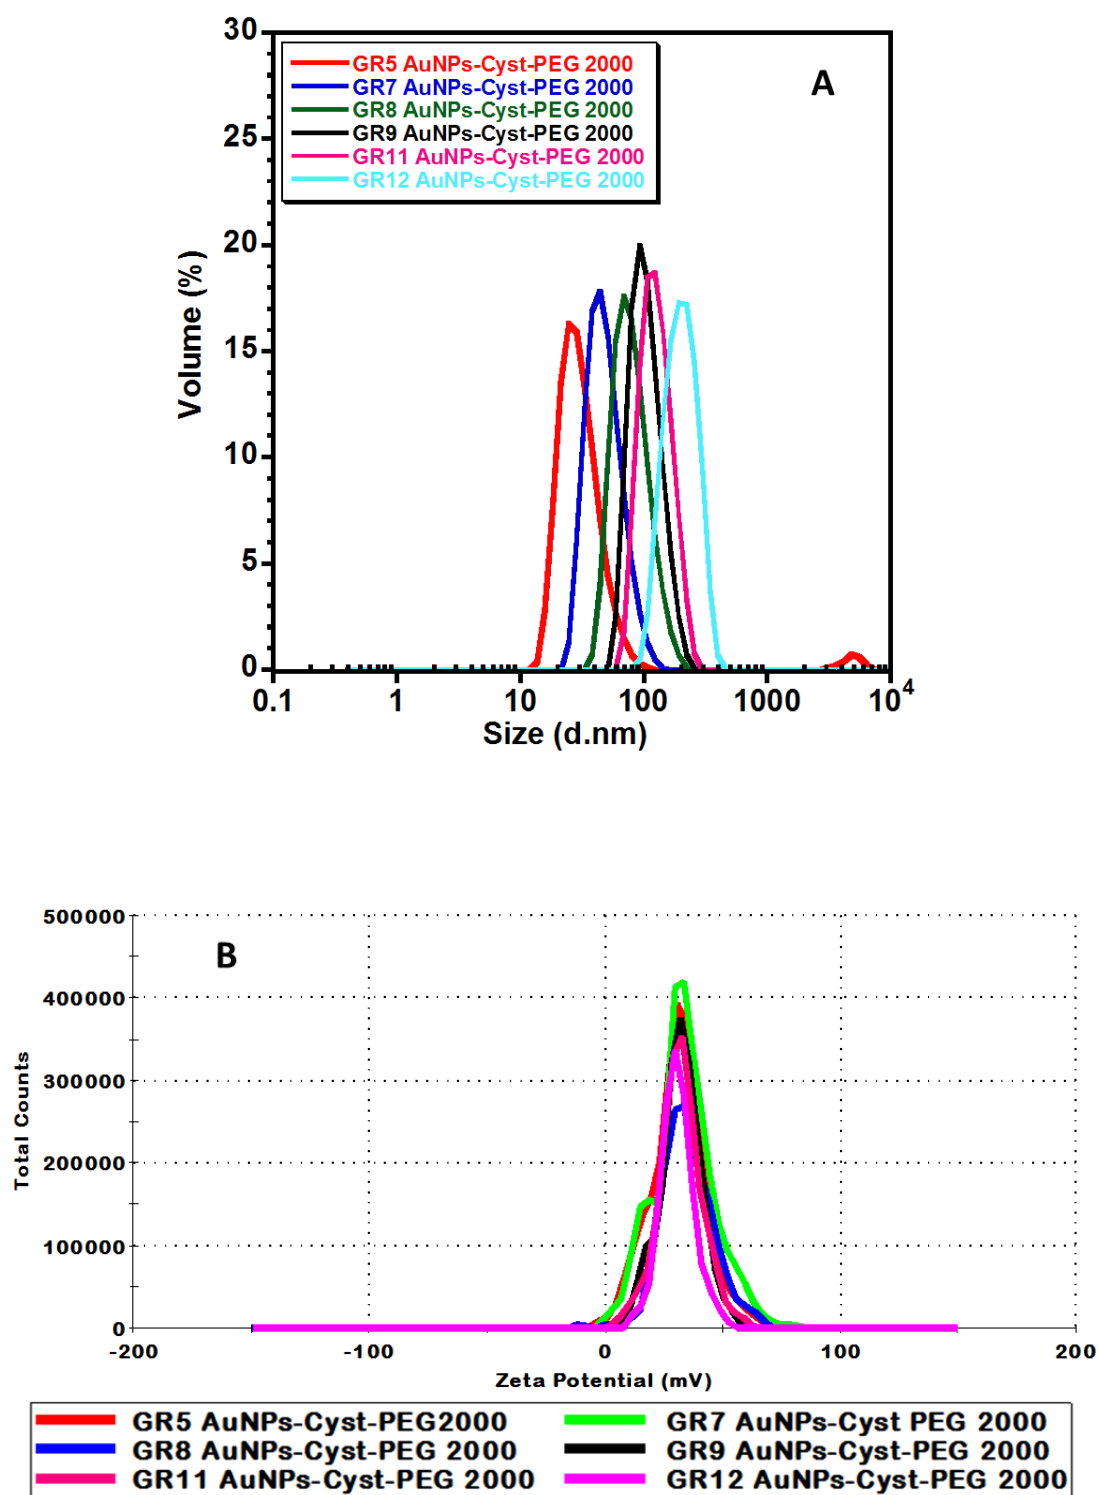 30
GR5 AuNPs-Cyst-PEG 2000
A
GR7 AuNPs-Cyst-PEG 2000
GR8 AuNPs-Cyst-PEG 2000
25
GR9 AuNPs-Cyst-PEG 2000
GR11 AuNPs-Cyst-PEG 2000
GR12 AuNPs-Cyst-PEG 2000
20
Volume (%)
15
10
5
0
0.1 1 10 100 1000 10^4
Size (d.nm)
500000
B
400000
300000
Total Counts
200000
100000
0
-200 -100 0 100 200
Zeta Potential (mV)
GR5 AuNPs-Cyst-PEG2000 GR7 AuNPs-Cyst PEG 2000
GR8 AuNPs-Cyst-PEG 2000 GR9 AuNPs-Cyst-PEG 2000
GR11 AuNPs-Cyst-PEG 2000 GR12 AuNPs-Cyst-PEG 2000